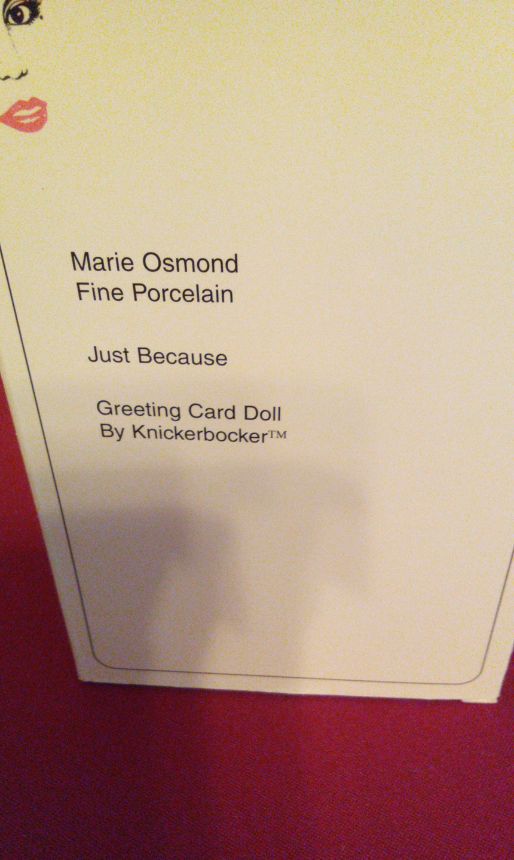 Marie Osmond
Fine Porcelain
Just Because
Greeting Card Doll
By Knickerbocker™